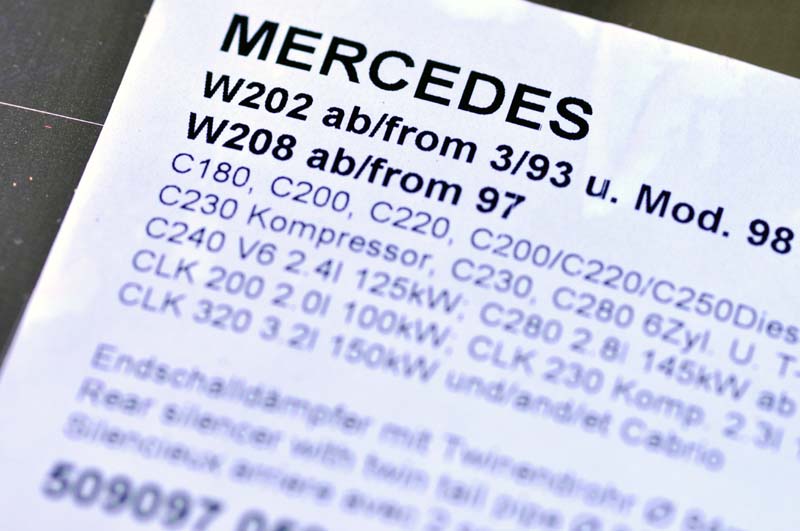 MERCEDES
W202 ab/from 3/93 u. Mod. 98
W208 ab/from 97
C180, C200, C220, C200/C220/C250Dies
C230 Kompressor, C230, C280 6Zyl. U. T-
C240 V6 2.4l 125kW; C280 2.8l 145kW ab
CLK 200 2.0l 100kW; CLK 230 Komp. 2.3l
CLK 320 3.2l 150kW und/and/et Cabrio
Endschalldämpfer mit Twinendrohr Ø
Rear silencer with twin tail pipe Ø
Silencieux arriere avec 2
509097